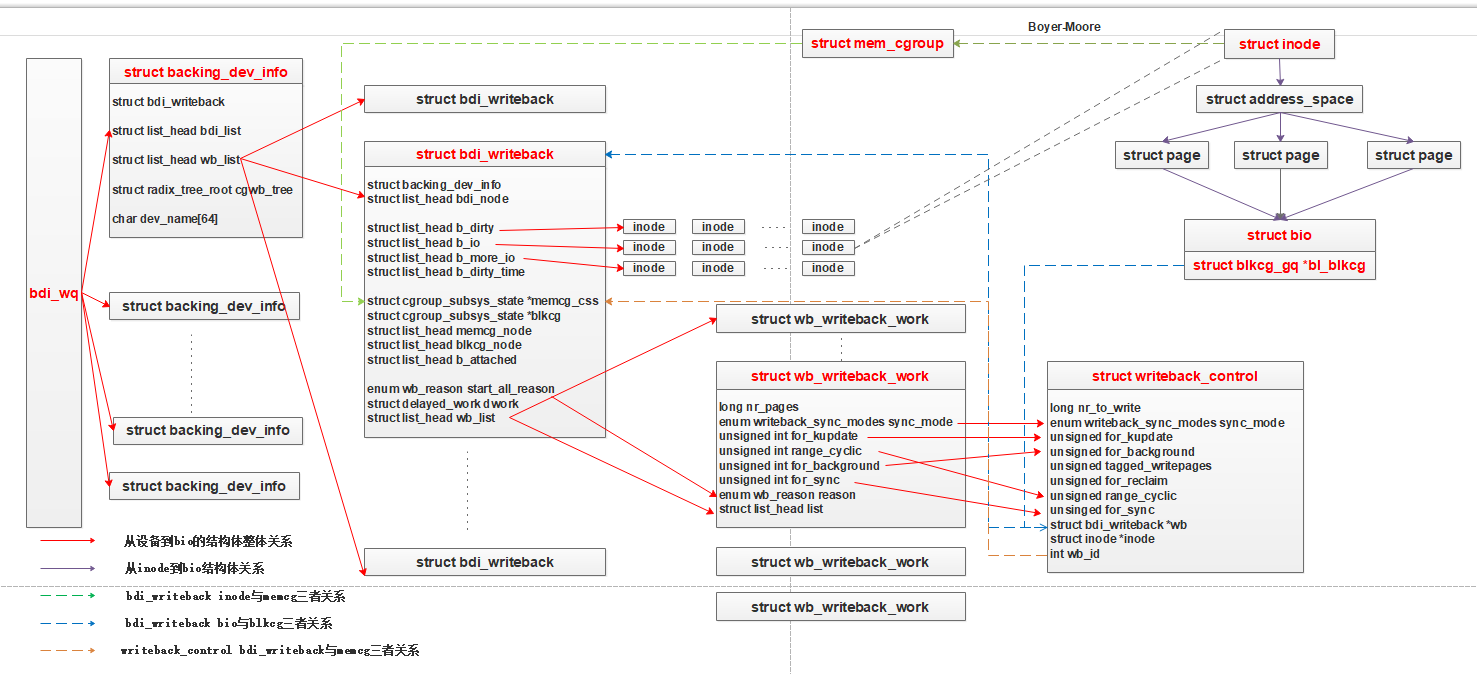 Boyer-Moore
struct mem_cgroup
struct inode
struct backing_dev_info
struct bdi_writeback
struct list_head bdi_list
struct list_head wb_list
struct radix_tree_root cgwb_tree
char dev_name[64]
struct bdi_writeback
struct address_space
struct page
struct page
struct page
struct bdi_writeback
struct backing_dev_info
struct list_head bdi_node
struct list_head b_dirty
struct list_head b_io
struct list_head b_more_io
struct list_head b_dirty_time
struct cgroup_subsys_state *memcg_css
struct cgroup_subsys_state *blkcg
struct list_head memcg_node
struct list_head blkcg_node
struct list_head b_attached
enum wb_reason start_all_reason
struct delayed_work dwork
struct list_head wb_list
inode
inode
....
inode
inode
inode
....
inode
inode
inode
....
inode
struct bio
struct blkcg_gq *bl_blkcg
bdi_wq
struct backing_dev_info
struct backing_dev_info
struct backing_dev_info
struct wb_writeback_work
struct wb_writeback_work
long nr_pages
enum writeback_sync_modes sync_mode
unsigned int for_kupdate
unsigned int range_cyclic
unsigned int for_background
unsigned int for_sync
enum wb_reason reason
struct list_head list
struct writeback_control
long nr_to_write
enum writeback_sync_modes sync_mode
unsigned for_kupdate
unsigned for_background
unsigned tagged_writepages
unsigned for_reclaim
unsigned range_cyclic
unsinged for_sync
struct bdi_writeback *wb
struct inode *inode
int wb_id
struct bdi_writeback
struct wb_writeback_work
struct wb_writeback_work
从设备到bio的结构体整体关系
从inode到bio结构体关系
bdi_writeback inode与memcg三者关系
bdi_writeback bio与blkcg三者关系
writeback_control bdi_writeback与memcg三者关系